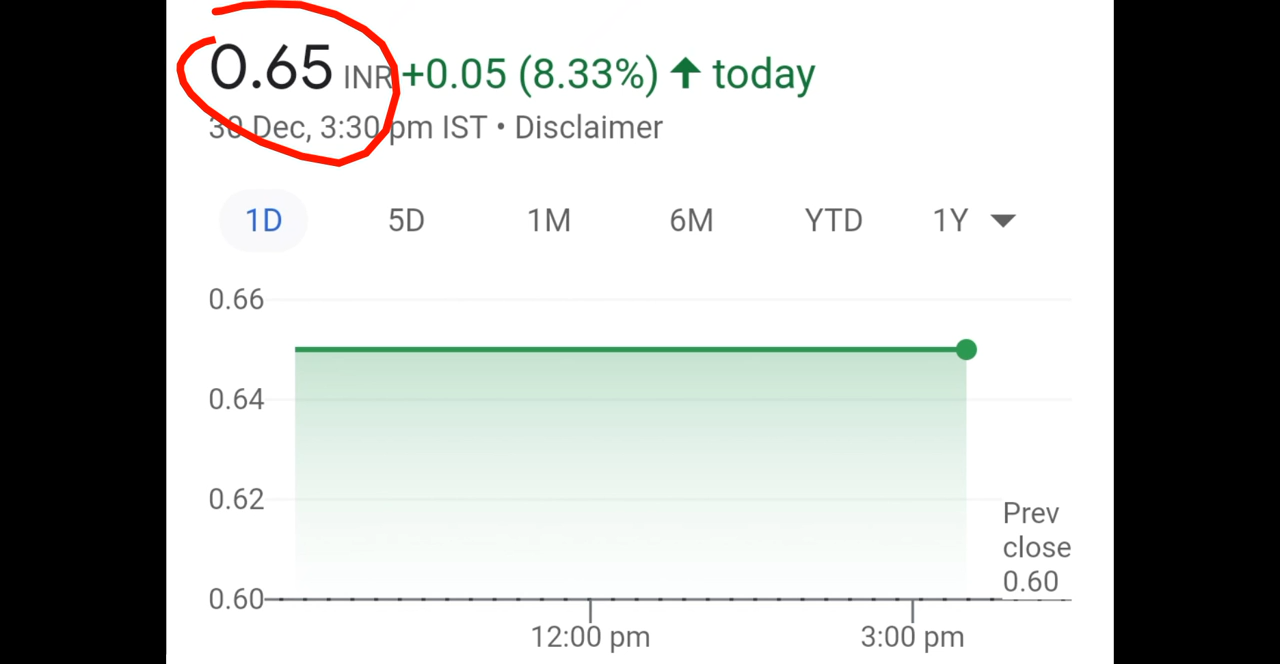 0.65 INR +0.05 (8.33%) ↑ today
30 Dec, 3:30 pm IST • Disclaimer
1D 5D 1M 6M YTD 1Y
0.66
0.64
0.62
Prev
close
0.60
0.60
12:00 pm 3:00 pm